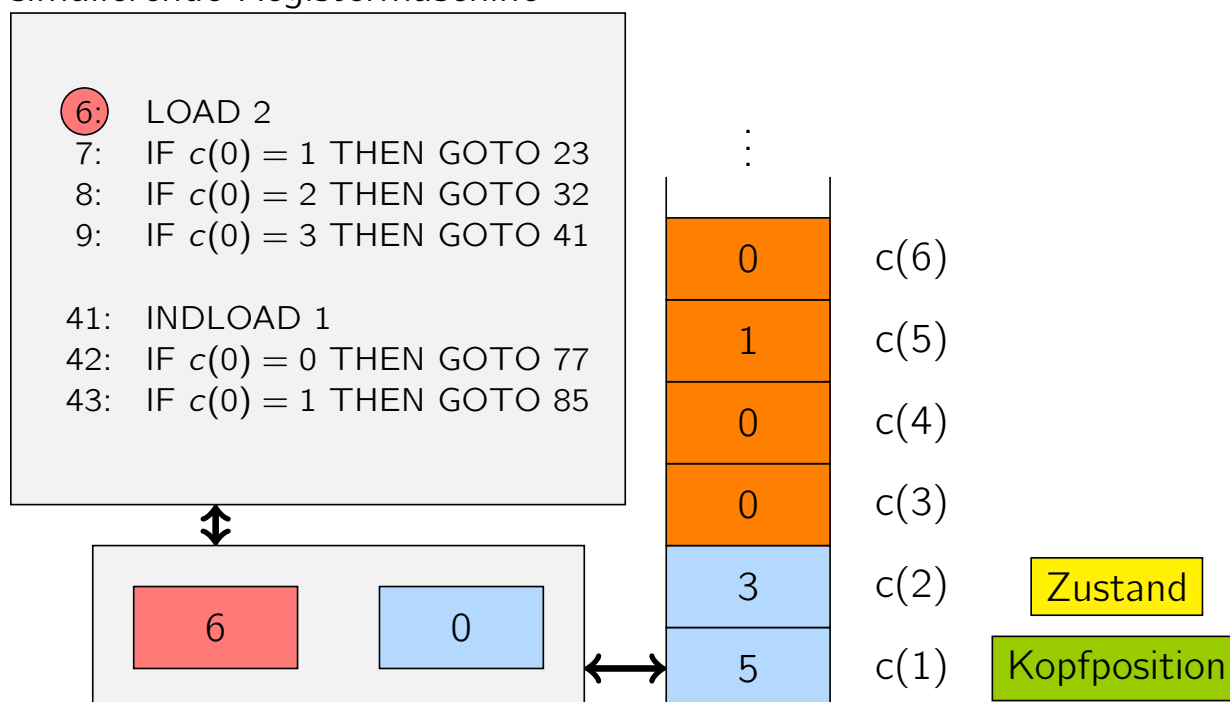 simulierende Registermaschine
6: LOAD 2
7: IF c(0) = 1 THEN GOTO 23
8: IF c(0) = 2 THEN GOTO 32
9: IF c(0) = 3 THEN GOTO 41
41: INDLOAD 1
42: IF c(0) = 0 THEN GOTO 77
43: IF c(0) = 1 THEN GOTO 85
6 0
⋮
0 c(6)
1 c(5)
0 c(4)
0 c(3)
3 c(2) Zustand
5 c(1) Kopfposition